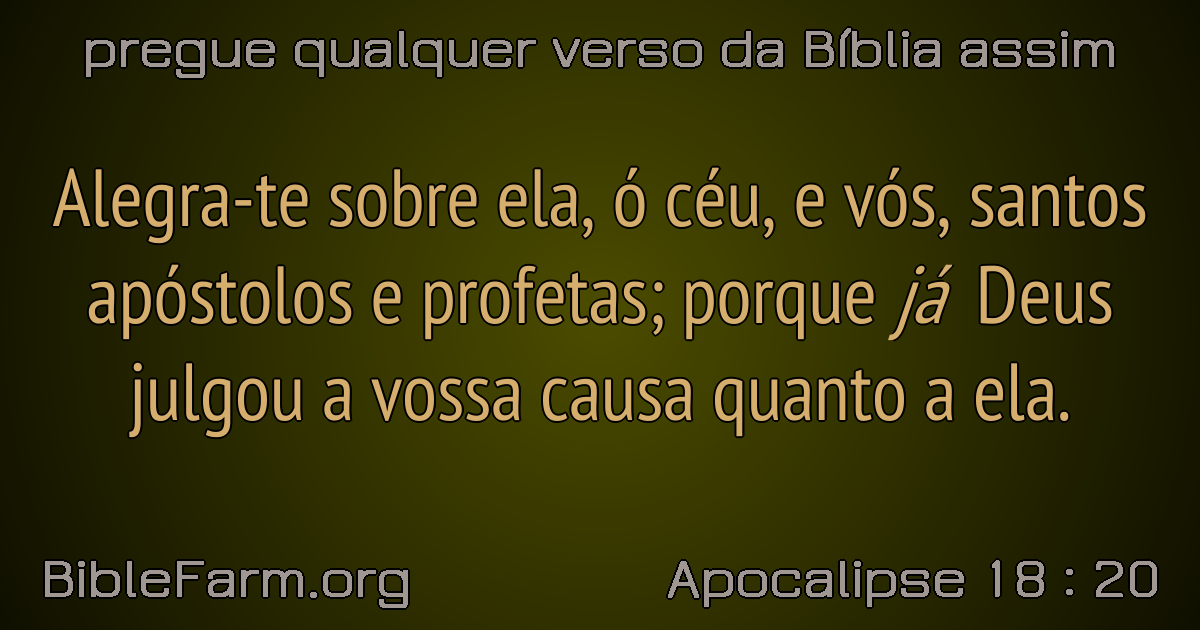 pregue qualquer verso da Bíblia assim
Alegra-te sobre ela, ó céu, e vós, santos
apóstolos e profetas; porque já Deus
julgou a vossa causa quanto a ela.
BibleFarm.org
Apocalipse 18 : 20